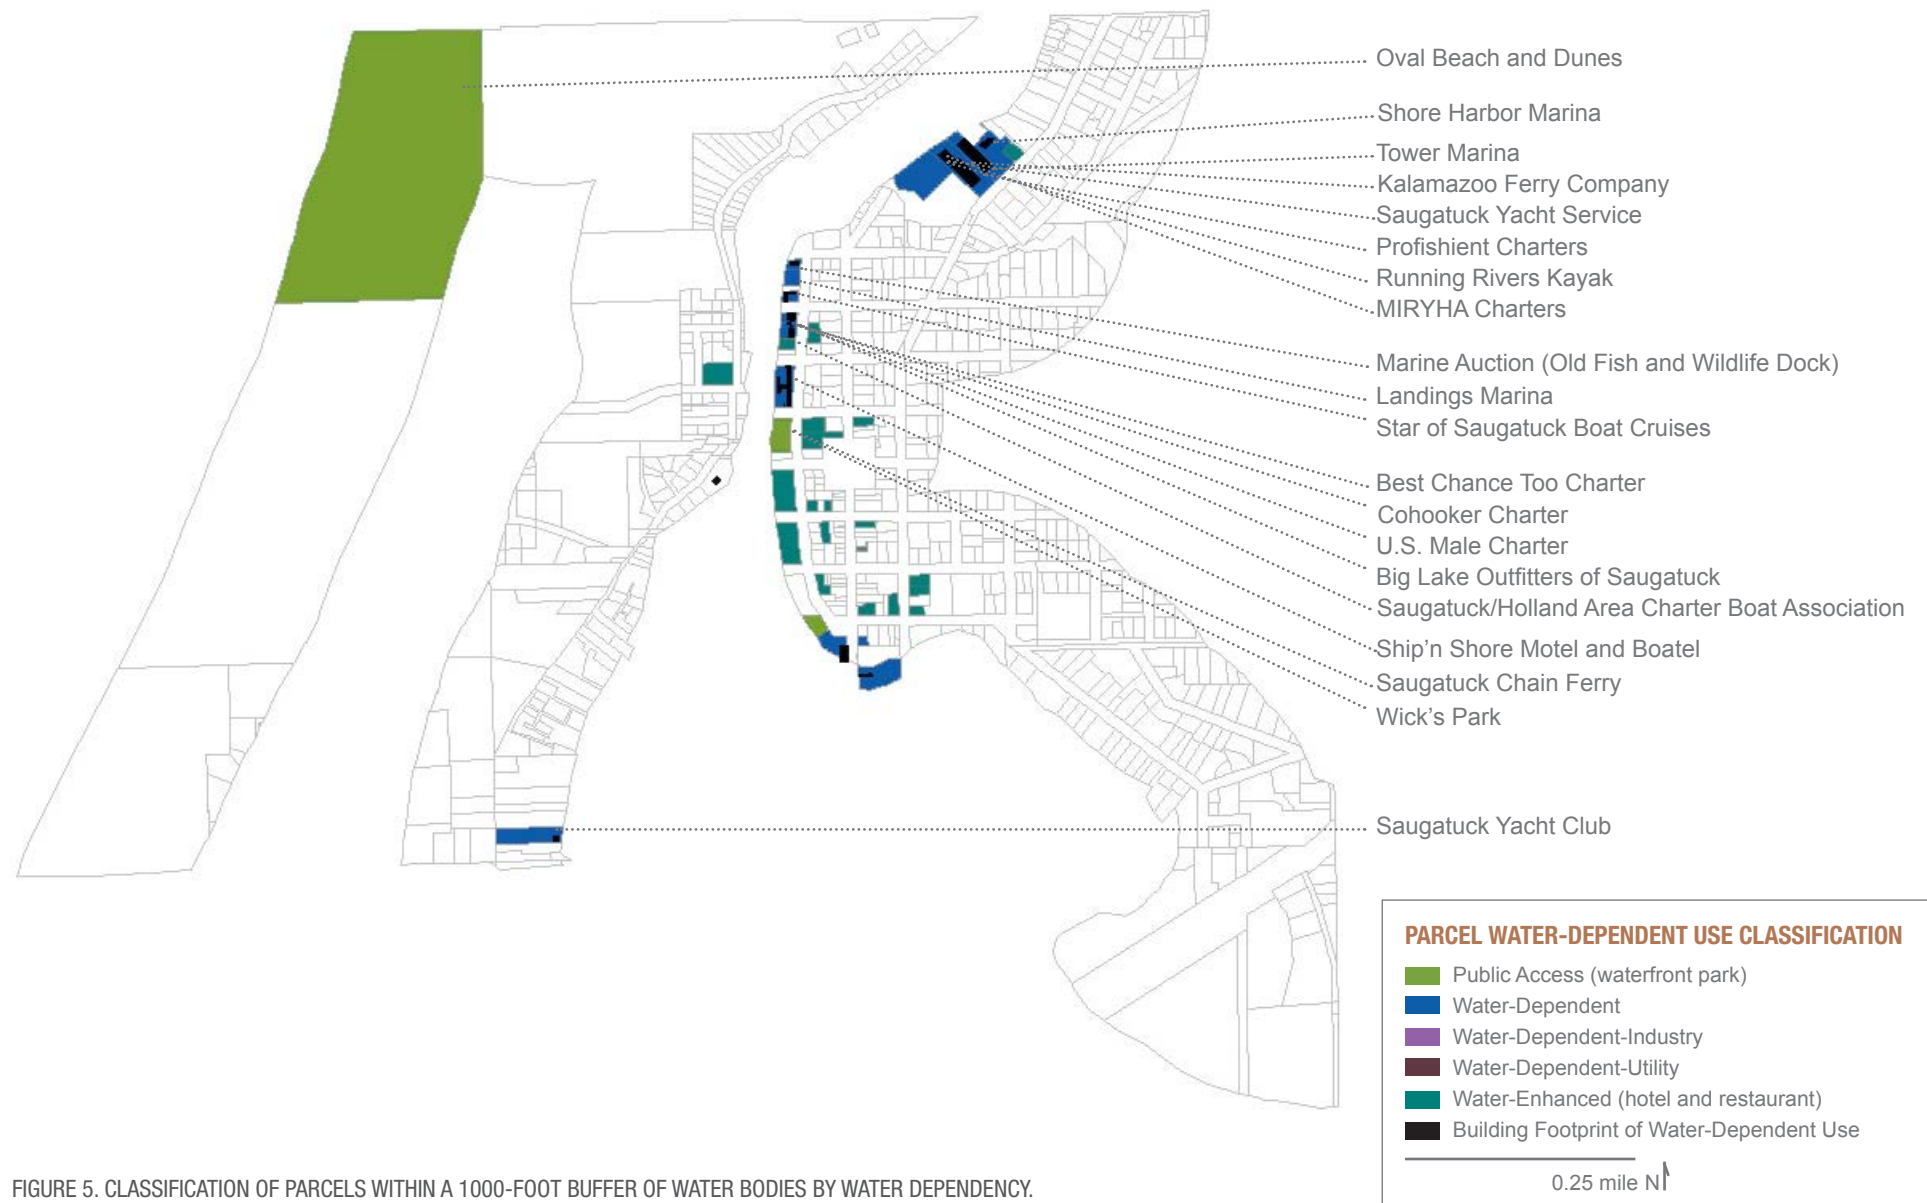 Oval Beach and Dunes
Shore Harbor Marina
Tower Marina
Kalamazoo Ferry Company
Saugatuck Yacht Service
Profishient Charters
Running Rivers Kayak
MIRYHA Charters
Marine Auction (Old Fish and Wildlife Dock)
Landings Marina
Star of Saugatuck Boat Cruises
Best Chance Too Charter
Cohooker Charter
U.S. Male Charter
Big Lake Outfitters of Saugatuck
Saugatuck/Holland Area Charter Boat Association
Ship'n Shore Motel and Boatel
Saugatuck Chain Ferry
Wick's Park
Saugatuck Yacht Club
PARCEL WATER-DEPENDENT USE CLASSIFICATION
Public Access (waterfront park)
Water-Dependent
Water-Dependent-Industry
Water-Dependent-Utility
Water-Enhanced (hotel and restaurant)
Building Footprint of Water-Dependent Use
0.25 mile N
FIGURE 5. CLASSIFICATION OF PARCELS WITHIN A 1000-FOOT BUFFER OF WATER BODIES BY WATER DEPENDENCY.